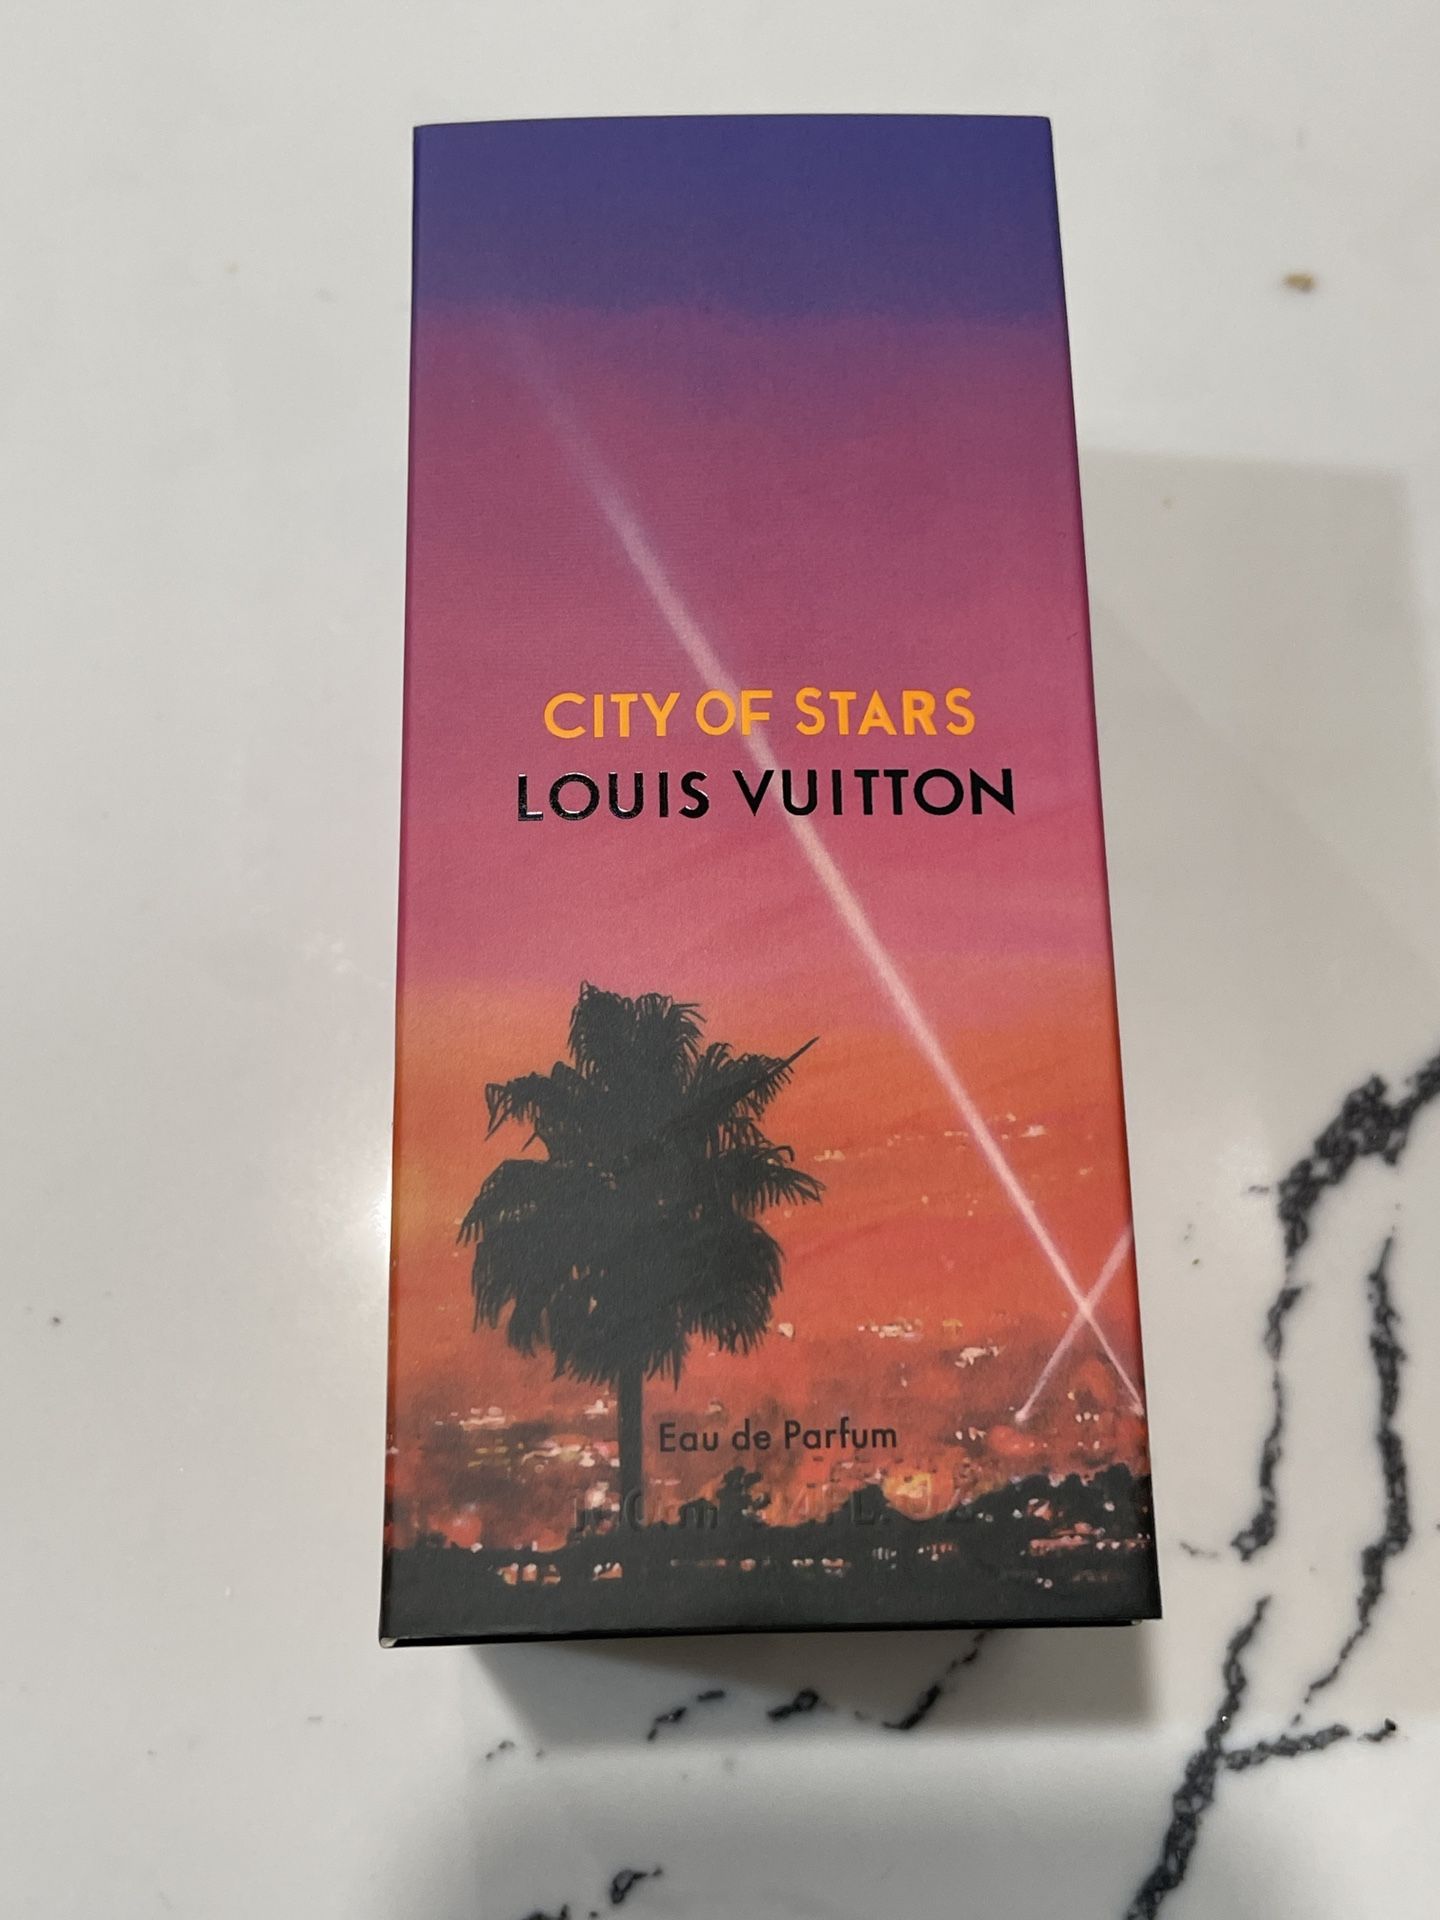 CITY OF STARS
LOUIS VUITTON
Eau de Parfum